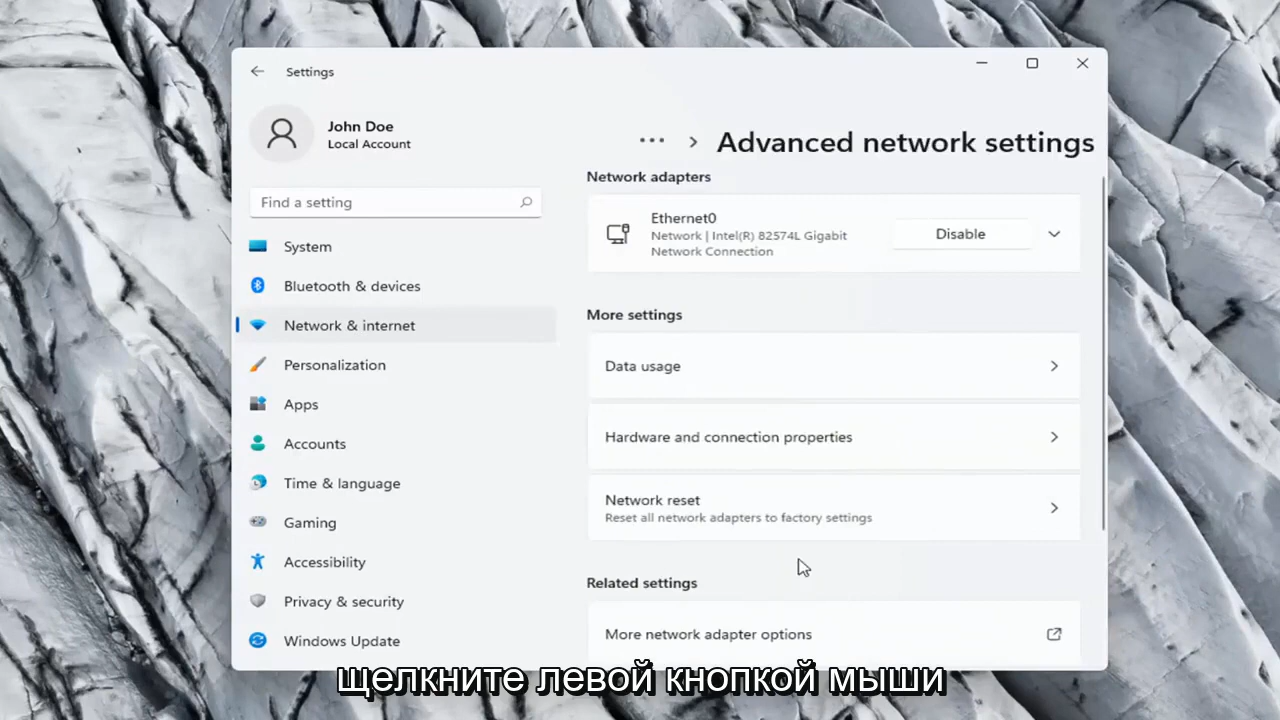 Settings
John Doe
Local Account
Find a setting
System
Bluetooth & devices
Network & internet
Personalization
Apps
Accounts
Time & language
Gaming
Accessibility
Privacy & security
Windows Update
Advanced network settings
Network adapters
Ethernet0
Network | Intel(R) 82574L Gigabit
Network Connection
Disable
More settings
Data usage
Hardware and connection properties
Network reset
Reset all network adapters to factory settings
Related settings
More network adapter options
щелкните левой кнопкой мыши